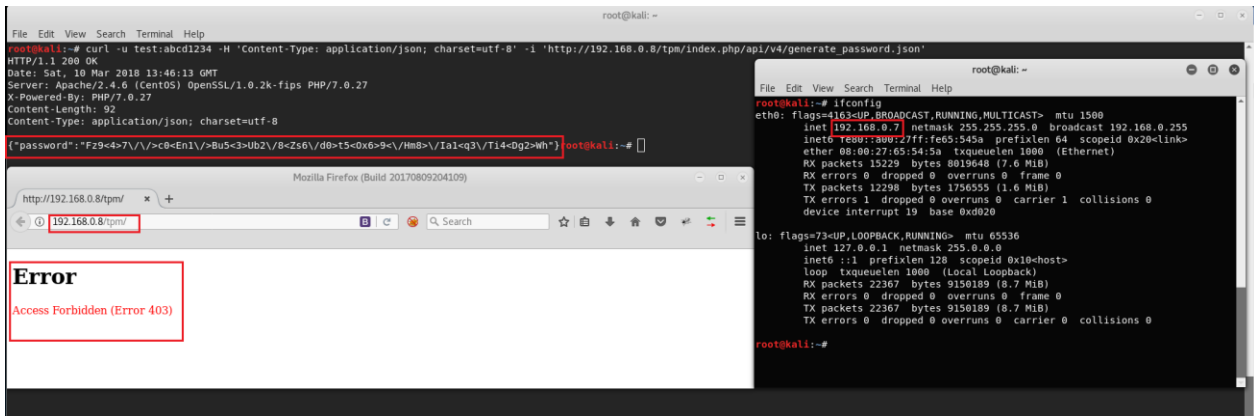 root@kali: ~
File Edit View Search Terminal Help
root@kali:~# curl -u test:abcd1234 -H 'Content-Type: application/json; charset=utf-8' -i 'http://192.168.0.8/tpm/index.php/api/v4/generate_password.json'
HTTP/1.1 200 OK
Date: Sat, 10 Mar 2018 13:46:13 GMT
Server: Apache/2.4.6 (CentOS) OpenSSL/1.0.2k-fips PHP/7.0.27
X-Powered-By: PHP/7.0.27
Content-Length: 92
Content-Type: application/json; charset=utf-8
{"password":"Fz9<4>7\/\/>c0<En1\/>Bu5<3>Ub2\/8<Zs6\/d0>t5<Ox6>9<\/Hm8>\/Ia1<q3\/Ti4<Dg2>Wh"}root@kali:~#
Mozilla Firefox (Build 20170809204109)
http://192.168.0.8/tpm/ × +
192.168.0.8/tpm/
Search
Error
Access Forbidden (Error 403)
root@kali: ~
File Edit View Search Terminal Help
root@kali:~# ifconfig
eth0: flags=4163<UP,BROADCAST,RUNNING,MULTICAST> mtu 1500
inet 192.168.0.7 netmask 255.255.255.0 broadcast 192.168.0.255
inet6 fe80::a00:27ff:fe65:545a prefixlen 64 scopeid 0x20<link>
ether 08:00:27:65:54:5a txqueuelen 1000 (Ethernet)
RX packets 15229 bytes 8019648 (7.6 MiB)
RX errors 0 dropped 0 overruns 0 frame 0
TX packets 12298 bytes 1756555 (1.6 MiB)
TX errors 1 dropped 0 overruns 0 carrier 1 collisions 0
device interrupt 19 base 0xd020
lo: flags=73<UP,LOOPBACK,RUNNING> mtu 65536
inet 127.0.0.1 netmask 255.0.0.0
inet6 ::1 prefixlen 128 scopeid 0x10<host>
loop txqueuelen 1000 (Local Loopback)
RX packets 22367 bytes 9150189 (8.7 MiB)
RX errors 0 dropped 0 overruns 0 frame 0
TX packets 22367 bytes 9150189 (8.7 MiB)
TX errors 0 dropped 0 overruns 0 carrier 0 collisions 0
root@kali:~#